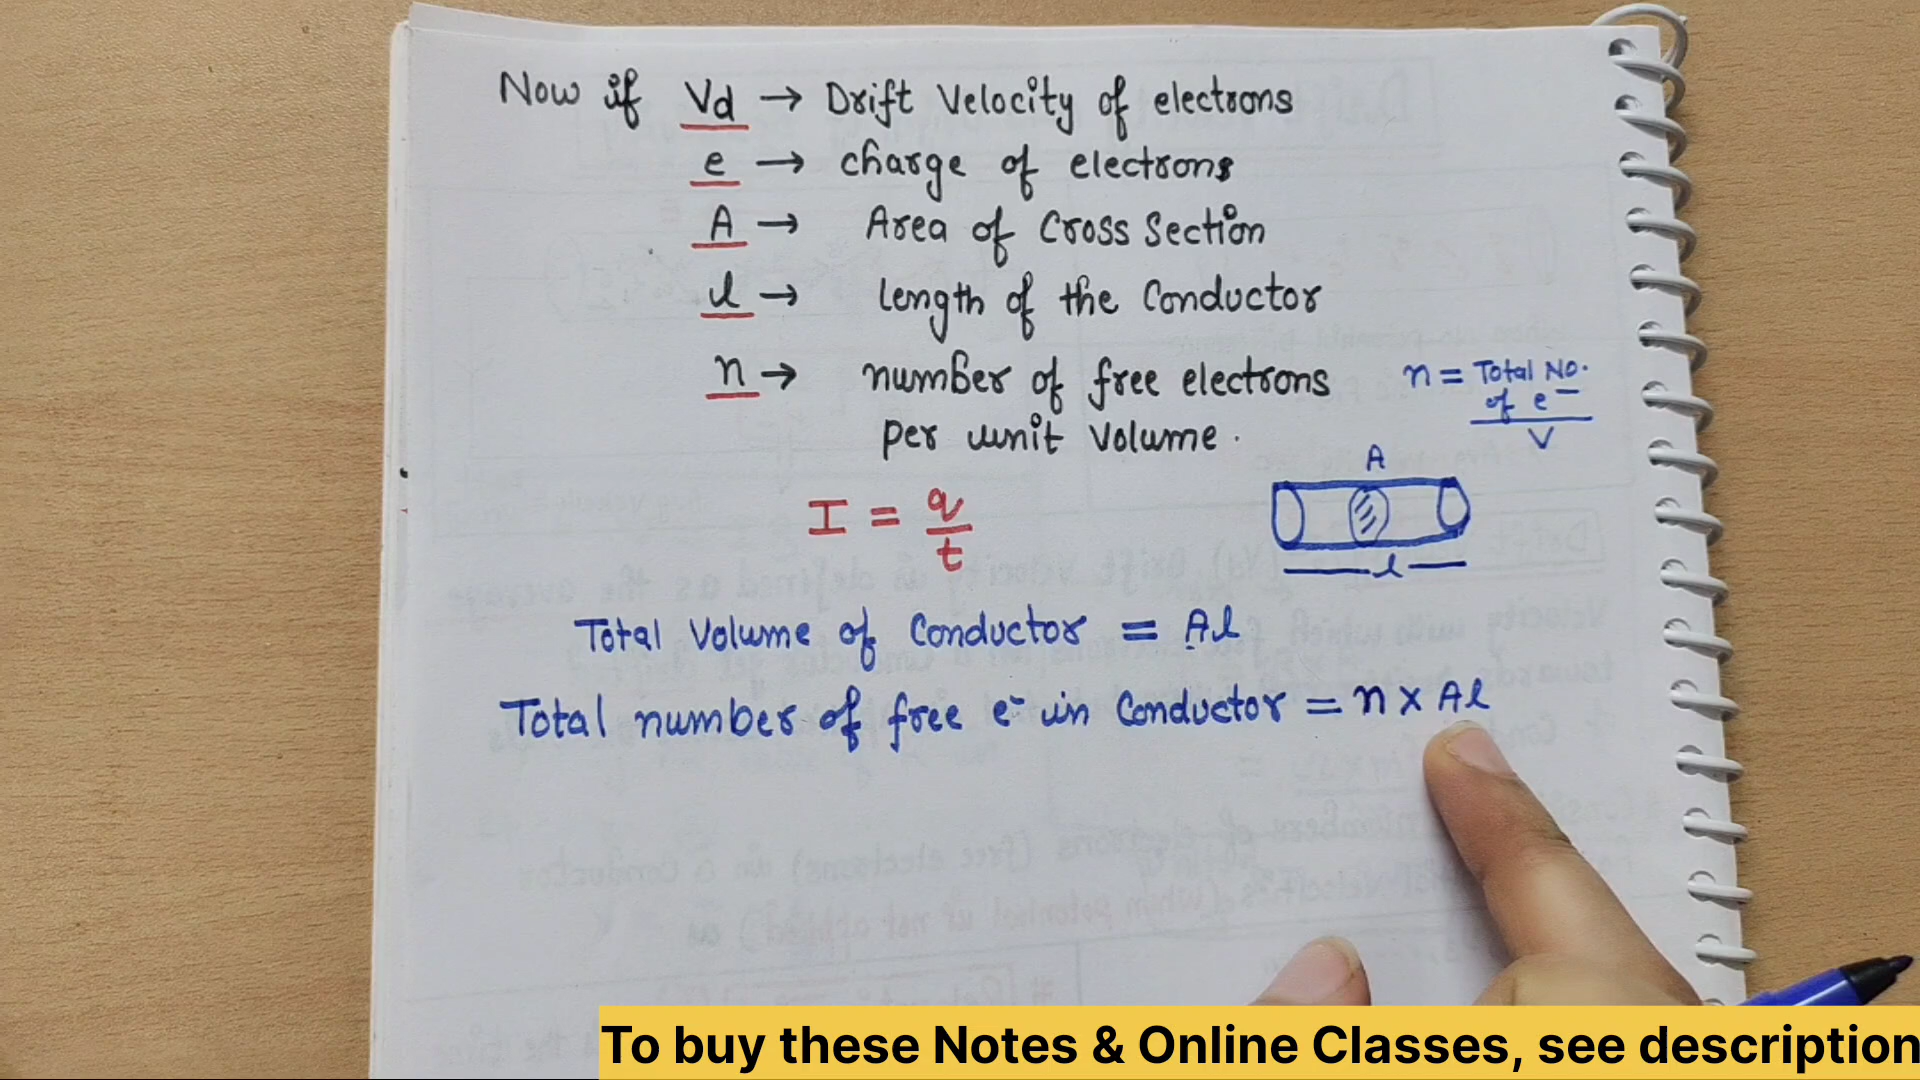 Now if Vd → Drift Velocity of electrons
e → charge of electrons
A → Area of Cross Section
l → length of the Conductor
n → number of free electrons
per unit Volume.
n = Total No. of e⁻ / V
A
l
I = q/t
Total Volume of Conductor = Al
Total number of free e⁻ in Conductor = n × Al
To buy these Notes & Online Classes, see description